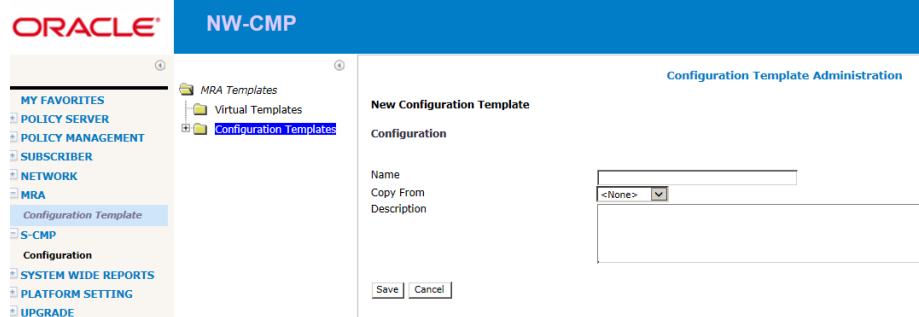 ORACLE
NW-CMP
MY FAVORITES
POLICY SERVER
POLICY MANAGEMENT
SUBSCRIBER
NETWORK
MRA
Configuration Template
S-CMP
Configuration
SYSTEM WIDE REPORTS
PLATFORM SETTING
UPGRADE
MRA Templates
Virtual Templates
Configuration Templates
Configuration Template Administration
New Configuration Template
Configuration
Name
Copy From
<None>
Description
Save
Cancel